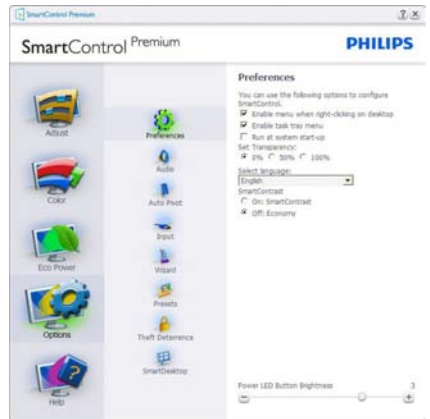 SmartControl Premium
SmartControl Premium
PHILIPS
Adjust
Color
Eco Power
Options
Help
Preferences
Audio
Auto Pivot
Input
Wizard
Presets
Theft Deterrence
SmartDesktop
Preferences
You can use the following options to configure
SmartControl.
Enable menu when right-clicking on desktop
Enable task tray menu
Run at system start-up
Set Transparency:
0% 50% 100%
Select language:
English
SmartContrast
On: SmartContrast
Off: Economy
Power LED Button Brightness 3